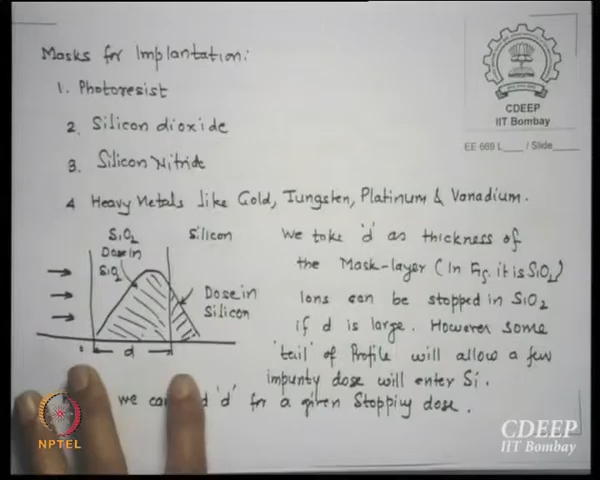 Masks for Implantation:
1. Photoresist
2. Silicon dioxide
3. Silicon Nitride
4 Heavy Metals like Gold, Tungsten, Platinum & Vanadium.
CDEEP
IIT Bombay
EE 669 L____ / Slide_____
SiO2
Silicon
Dose in
SiO2
Dose in
Silicon
d
We take 'd' as thickness of
the Mask-layer (In Fig. it is SiO2)
Ions can be stopped in SiO2
if d is large. However some
'tail' of Profile will allow a few
impunty dose will enter Si.
we 'd' for a given Stopping dose.
NPTEL
CDEEP
IIT Bombay